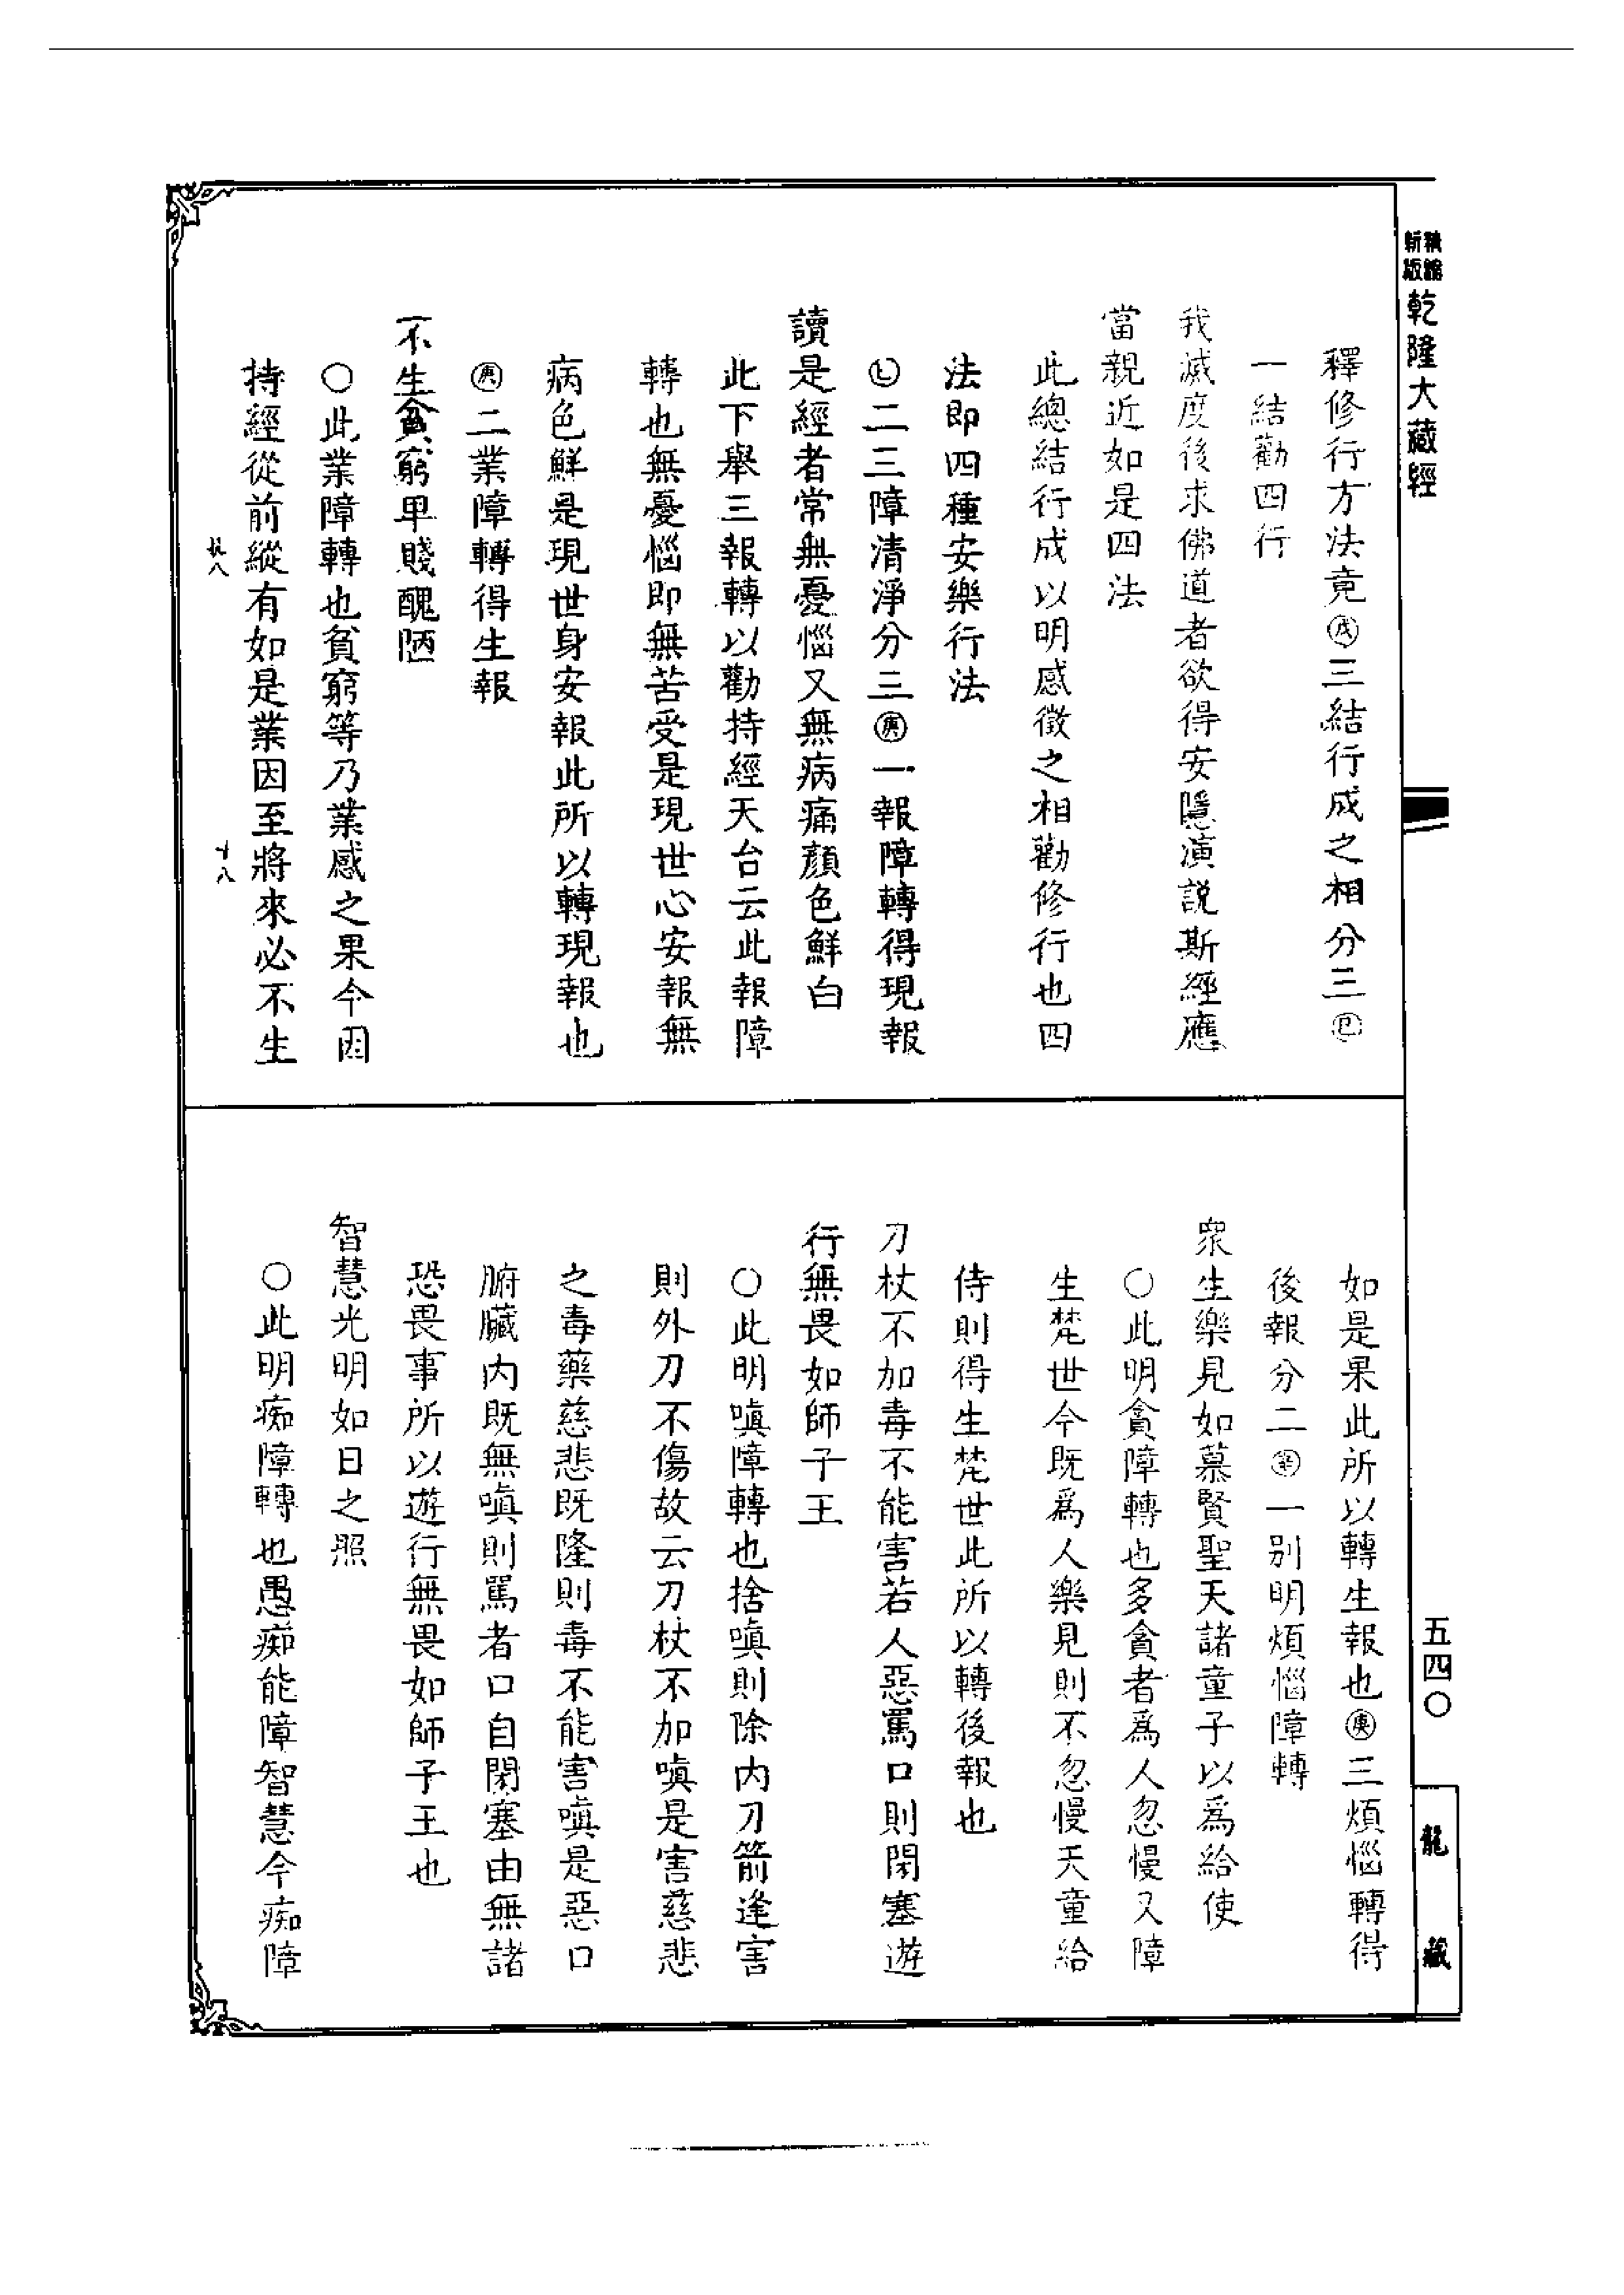 新版
精縮
乾隆大藏經
釋修行方法竟㊅戊三結行成之相分三㊅己
一結勸四行
我滅度後求佛道者欲得安隱演説斯經應
當親近如是四法
此總結行成以明感徵之相勸修行也四
法即四種安樂行法
二三障清淨分三庚一報障轉得現報
讀是經者常無憂惱又無病痛顏色鮮白
此下舉三報轉以勸持經天台云此報障
轉也無憂惱即無苦受是現世心安報無
病色鮮是現世身安報此所以轉現報也
庚二業障轉得生報
不生貧窮卑賤醜陋
○此業障轉也貧窮等乃業感之果今因
持經從前縱有如是業因至將來必不生
十八
如是果此所以轉生報也庚三煩惱轉得
後報分二辛一別明煩惱障轉
眾生樂見如慕賢聖天諸童子以爲給使
○此明貪障轉也多貪者爲人忽慢又障
生梵世今既爲人樂見則不忽慢天童給
侍則得生梵世此所以轉後報也
刀杖不加毒不能害若人惡罵口則閉塞遊
行無畏如師子王
○此明嗔障轉也捨嗔則除内刀箭逢害
則外刀不傷故云刀杖不加嗔是害慈悲
之毒藥慈悲既隆則毒不能害嗔是惡口
腑臟内既無嗔則罵者口自閉塞由無諸
恐畏事所以遊行無畏如師子王也
智慧光明如日之照
○此明痴障轉也愚痴能障智慧今痴障
五四〇
龍藏